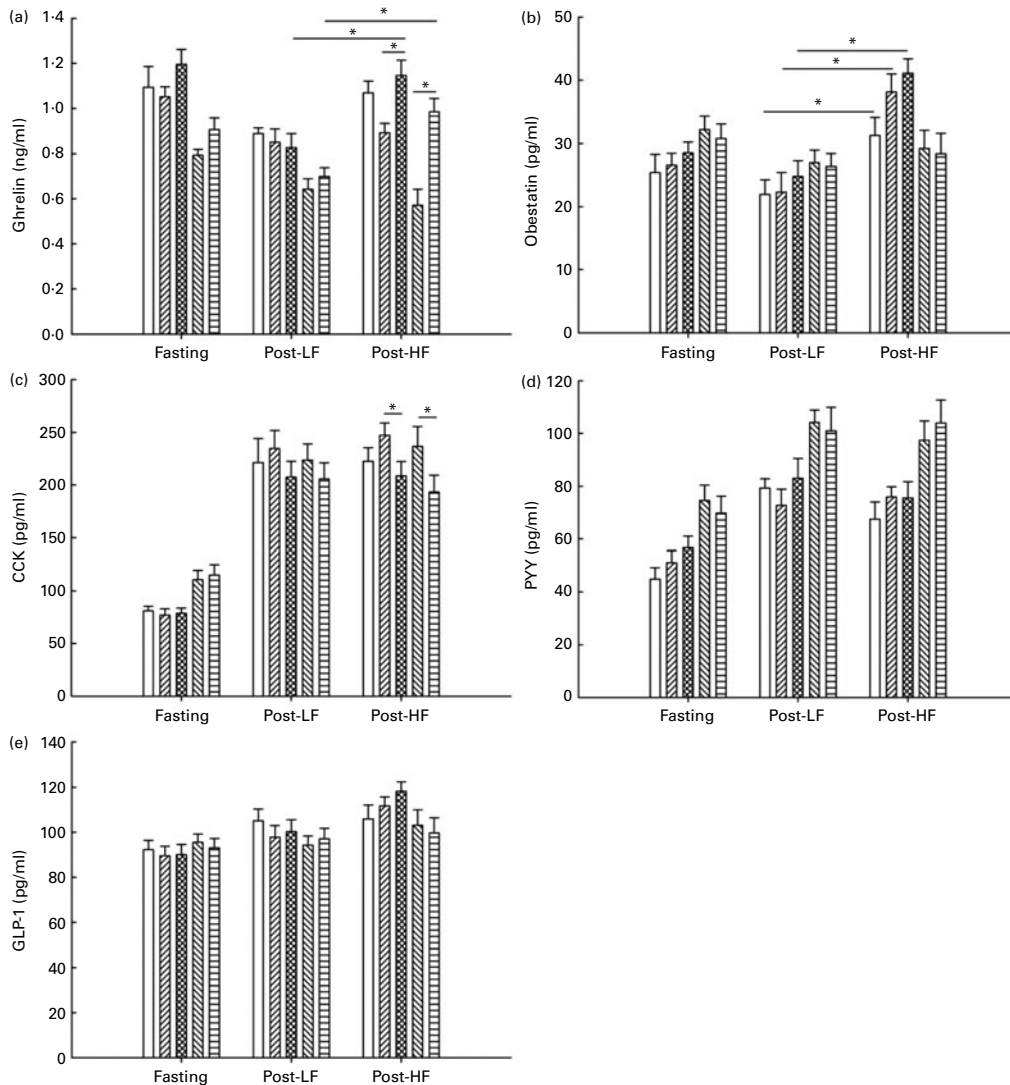 (a)
1·4
1·2
1·0
0·8
0·6
0·4
0·2
0·0
Ghrelin (ng/ml)
* * * *
Fasting Post-LF Post-HF
(b)
50
40
30
20
10
0
Obestatin (pg/ml)
* * *
Fasting Post-LF Post-HF
(c)
300
250
200
150
100
50
0
CCK (pg/ml)
* *
Fasting Post-LF Post-HF
(d)
120
100
80
60
40
20
0
PYY (pg/ml)
Fasting Post-LF Post-HF
(e)
140
120
100
80
60
40
20
0
GLP-1 (pg/ml)
Fasting Post-LF Post-HF